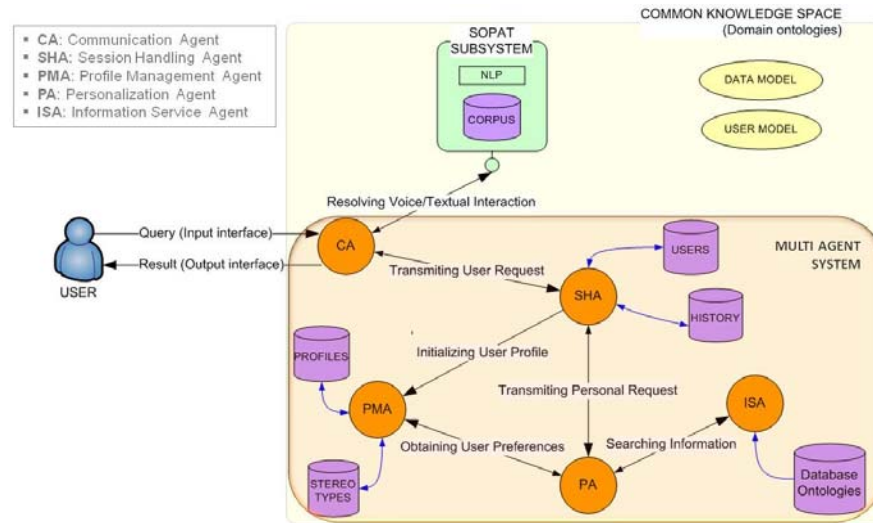 ▪ CA: Communication Agent
▪ SHA: Session Handling Agent
▪ PMA: Profile Management Agent
▪ PA: Personalization Agent
▪ ISA: Information Service Agent
SOPAT
SUBSYSTEM
NLP
CORPUS
COMMON KNOWLEDGE SPACE
(Domain ontologies)
DATA MODEL
USER MODEL
Resolving Voice/Textual Interaction
Query (Input interface)
Result (Output interface)
USER
CA
MULTI AGENT
SYSTEM
USERS
Transmiting User Request
SHA
HISTORY
Initializing User Profile
PROFILES
Transmiting Personal Request
PMA
ISA
Obtaining User Preferences
Searching Information
STEREO
TYPES
PA
Database
Ontologies